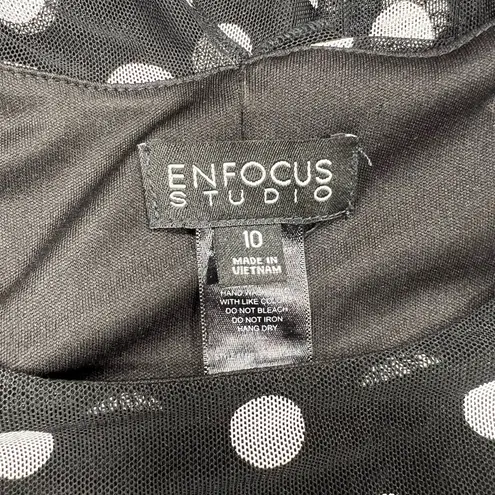 ENFOCUS
STUDIO
10
MADE IN
VIETNAM
HAND WASH
WITH LIKE COLORS
DO NOT BLEACH
DO NOT IRON
HANG DRY